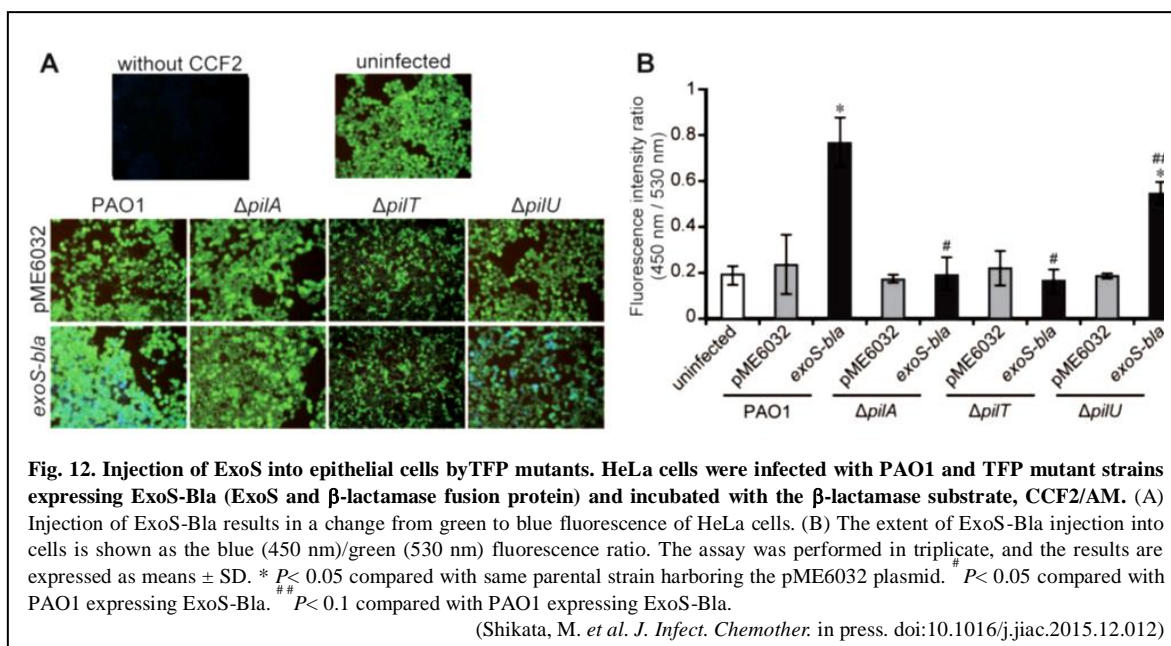 A
without CCF2
uninfected
PAO1
ΔpilA
ΔpilT
ΔpilU
pME6032
exoS-bla
B
Fluorescence intensity ratio
(450 nm / 530 nm)
1
0.8
0.6
0.4
0.2
0
*
#
#
##
*
uninfected
pME6032
exoS-bla
pME6032
exoS-bla
pME6032
exoS-bla
pME6032
exoS-bla
PAO1
ΔpilA
ΔpilT
ΔpilU
Fig. 12. Injection of ExoS into epithelial cells byTFP mutants. HeLa cells were infected with PAO1 and TFP mutant strains
expressing ExoS-Bla (ExoS and β-lactamase fusion protein) and incubated with the β-lactamase substrate, CCF2/AM. (A)
Injection of ExoS-Bla results in a change from green to blue fluorescence of HeLa cells. (B) The extent of ExoS-Bla injection into
cells is shown as the blue (450 nm)/green (530 nm) fluorescence ratio. The assay was performed in triplicate, and the results are
expressed as means ± SD. * P< 0.05 compared with same parental strain harboring the pME6032 plasmid. # P< 0.05 compared with
PAO1 expressing ExoS-Bla. ## P< 0.1 compared with PAO1 expressing ExoS-Bla.
(Shikata, M. et al. J. Infect. Chemother. in press. doi:10.1016/j.jiac.2015.12.012)